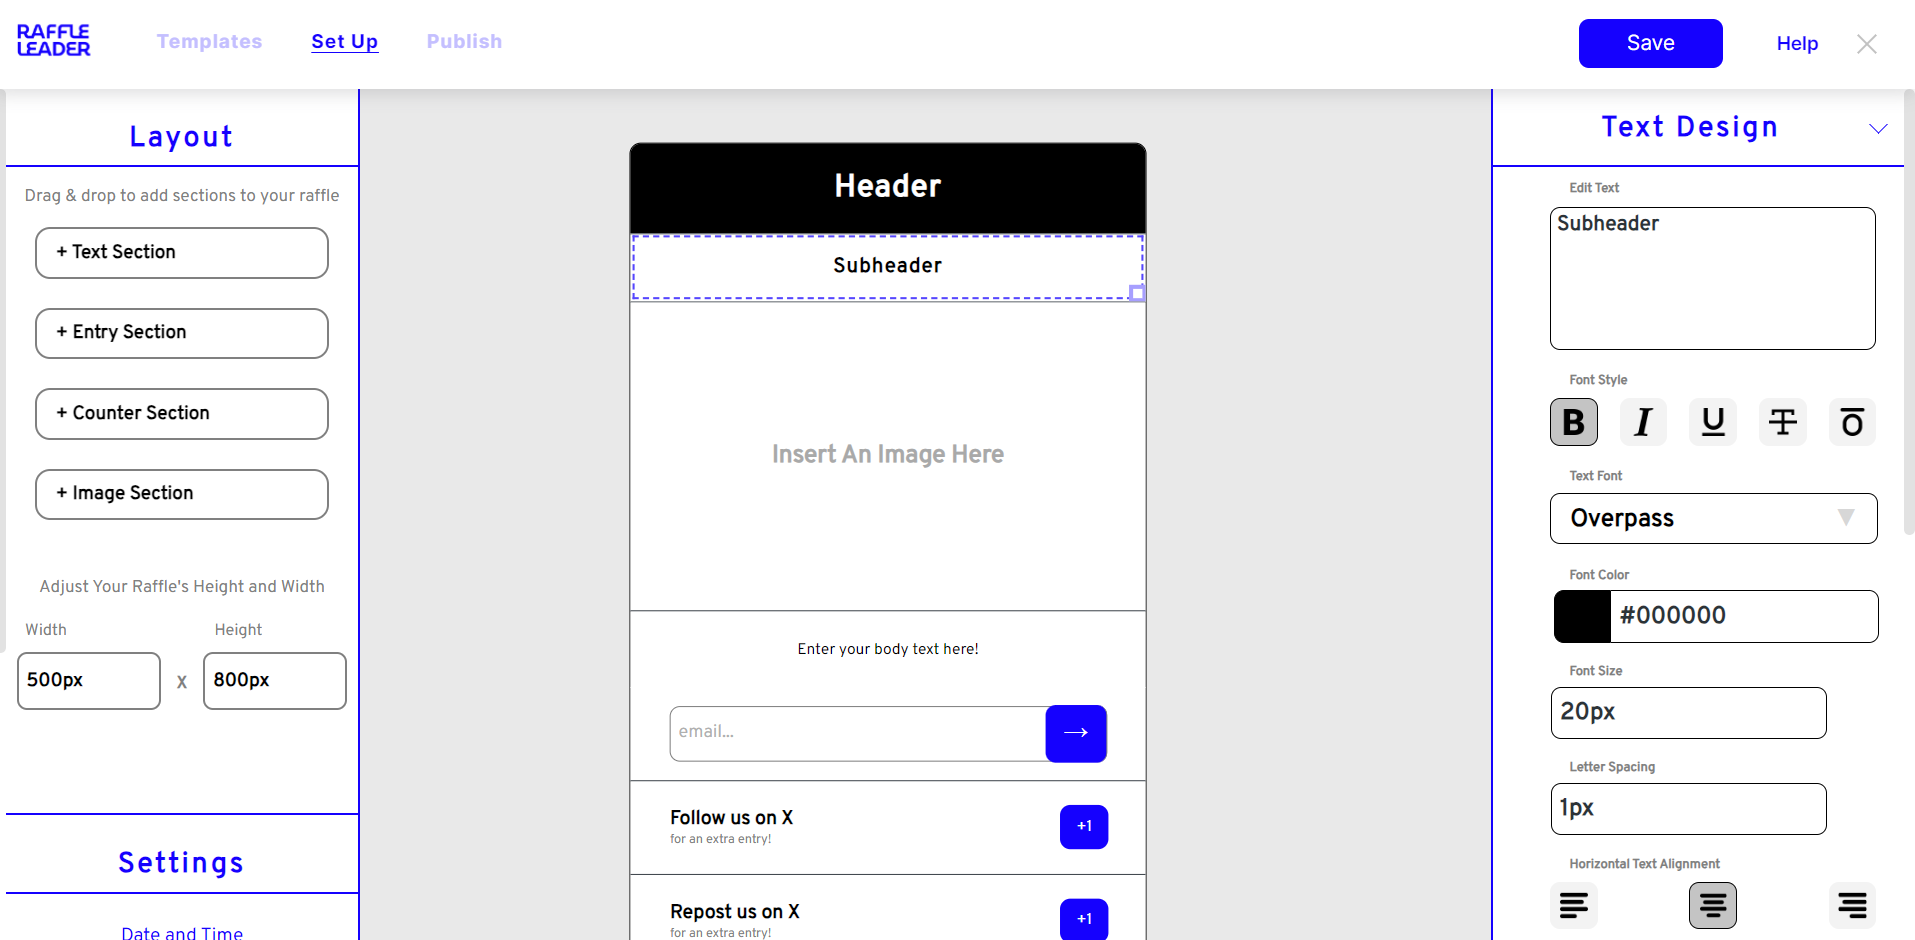 RAFFLE
LEADER
Templates
Set Up
Publish
Save
Help
Layout
Drag & drop to add sections to your raffle
+ Text Section
+ Entry Section
+ Counter Section
+ Image Section
Adjust Your Raffle's Height and Width
Width
Height
500px
x
800px
Settings
Date and Time
Header
Subheader
Insert An Image Here
Enter your body text here!
email...
→
Follow us on X
for an extra entry!
+1
Repost us on X
for an extra entry!
+1
Text Design
Edit Text
Subheader
Font Style
B I U T O
Text Font
Overpass
Font Color
#000000
Font Size
20px
Letter Spacing
1px
Horizontal Text Alignment